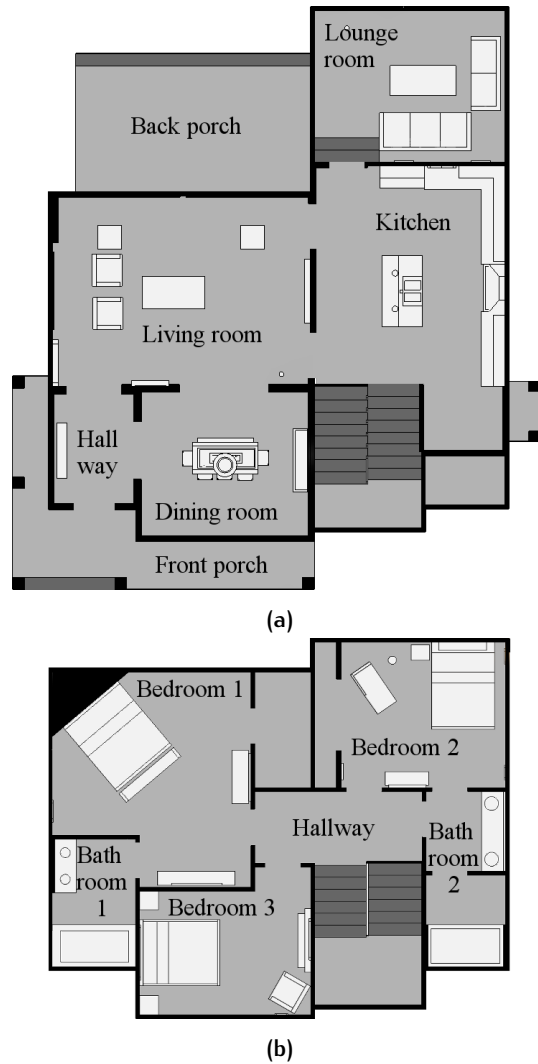 Lounge
room
Back porch
Kitchen
Living room
Hall
way
Dining room
Front porch
(a)
Bedroom 1
Bedroom 2
Hallway
Bath
room
1
Bath
room
2
Bedroom 3
(b)